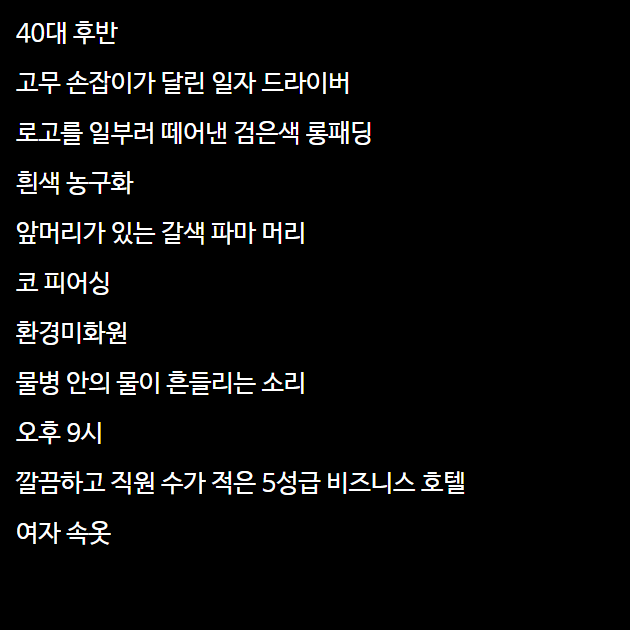 40대 후반
고무 손잡이가 달린 일자 드라이버
로고를 일부러 떼어낸 검은색 롱패딩
흰색 농구화
앞머리가 있는 갈색 파마 머리
코 피어싱
환경미화원
물병 안의 물이 흔들리는 소리
오후 9시
깔끔하고 직원 수가 적은 5성급 비즈니스 호텔
여자 속옷